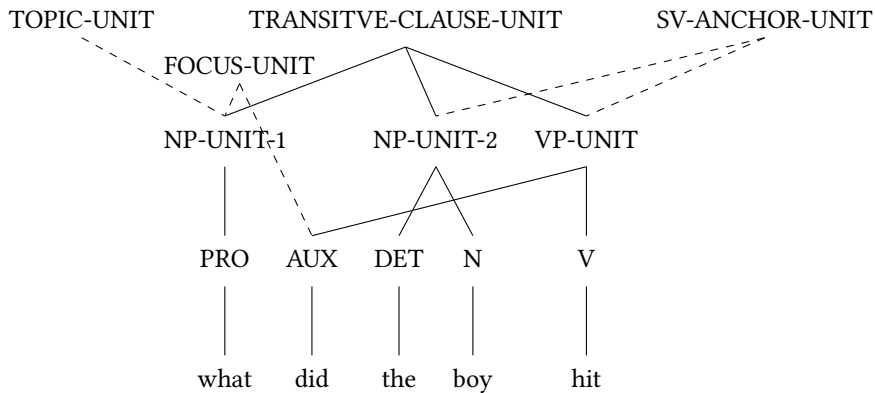 TOPIC-UNIT TRANSITVE-CLAUSE-UNIT SV-ANCHOR-UNIT
FOCUS-UNIT
NP-UNIT-1 NP-UNIT-2 VP-UNIT
PRO AUX DET N V
what did the boy hit